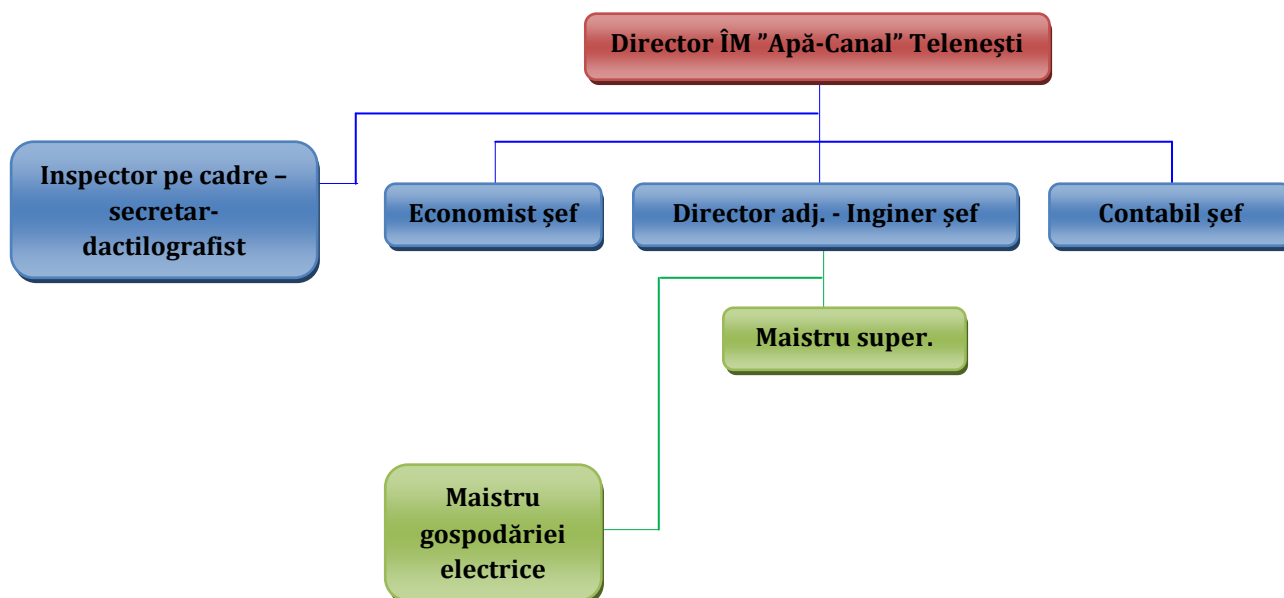 Director ÎM ”Apă-Canal” Telenești
Inspector pe cadre –
secretar-
dactilografist
Economist șef
Director adj. - Inginer șef
Contabil șef
Maistru super.
Maistru
gospodăriei
electrice